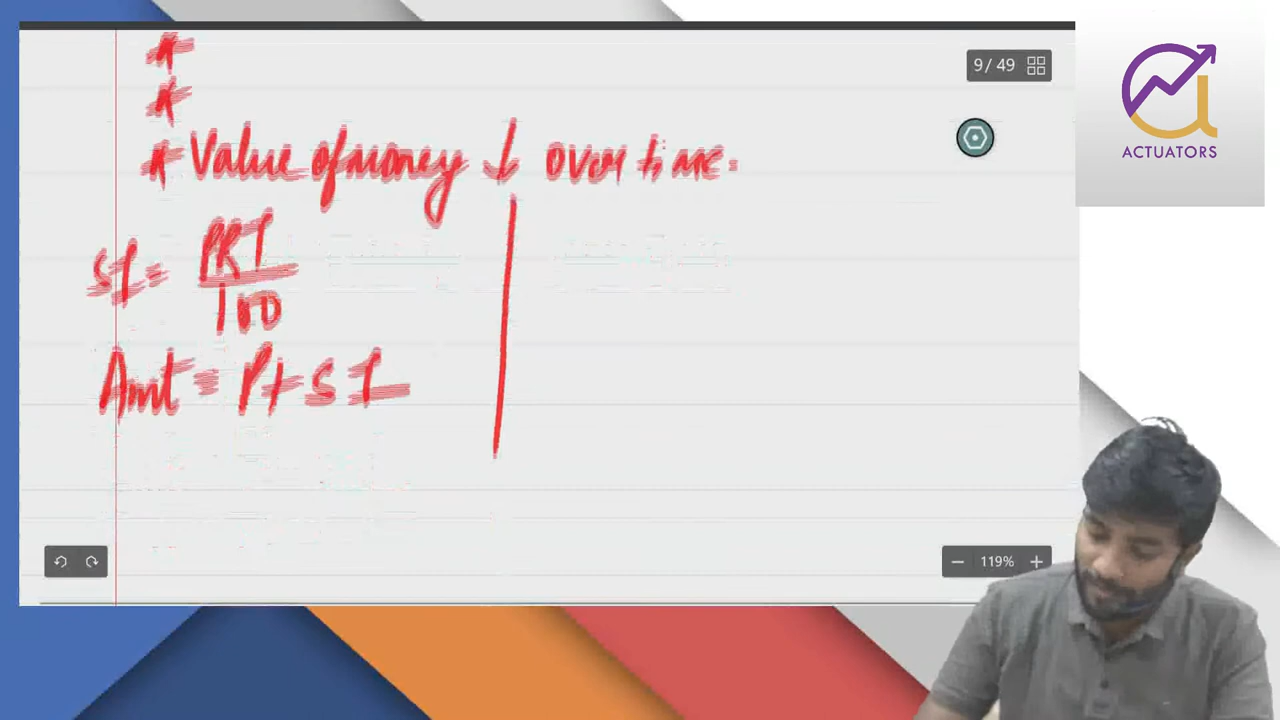 *
*
* Value of money ↓ over time.
SI = PRT
100
Amt = P+SI
9/49
119%
ACTUATORS